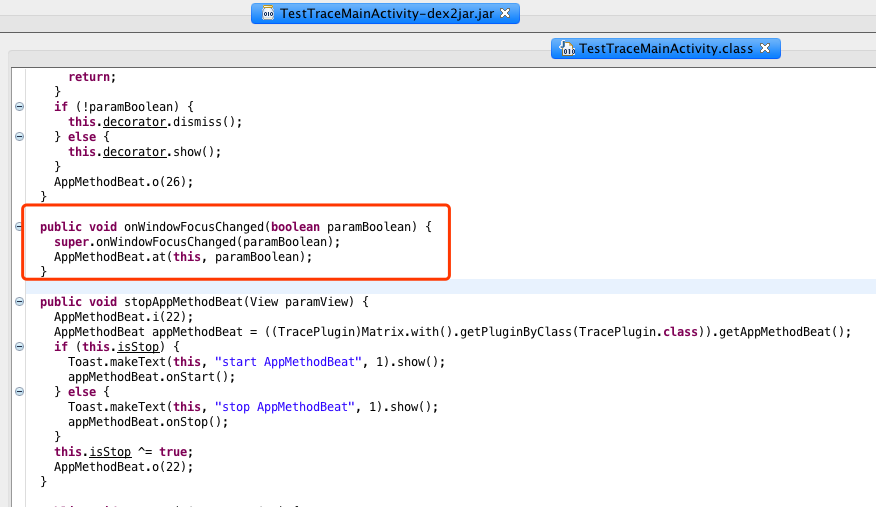 TestTraceMainActivity-dex2jar.jar
TestTraceMainActivity.class
return;
}
if (!paramBoolean) {
this.decorator.dismiss();
} else {
this.decorator.show();
}
AppMethodBeat.o(26);
}
public void onWindowFocusChanged(boolean paramBoolean) {
super.onWindowFocusChanged(paramBoolean);
AppMethodBeat.at(this, paramBoolean);
}
public void stopAppMethodBeat(View paramView) {
AppMethodBeat.i(22);
AppMethodBeat appMethodBeat = ((TracePlugin)Matrix.with().getPluginByClass(TracePlugin.class)).getAppMethodBeat();
if (this.isStop) {
Toast.makeText(this, "start AppMethodBeat", 1).show();
appMethodBeat.onStart();
} else {
Toast.makeText(this, "stop AppMethodBeat", 1).show();
appMethodBeat.onStop();
}
this.isStop ^= true;
AppMethodBeat.o(22);
}